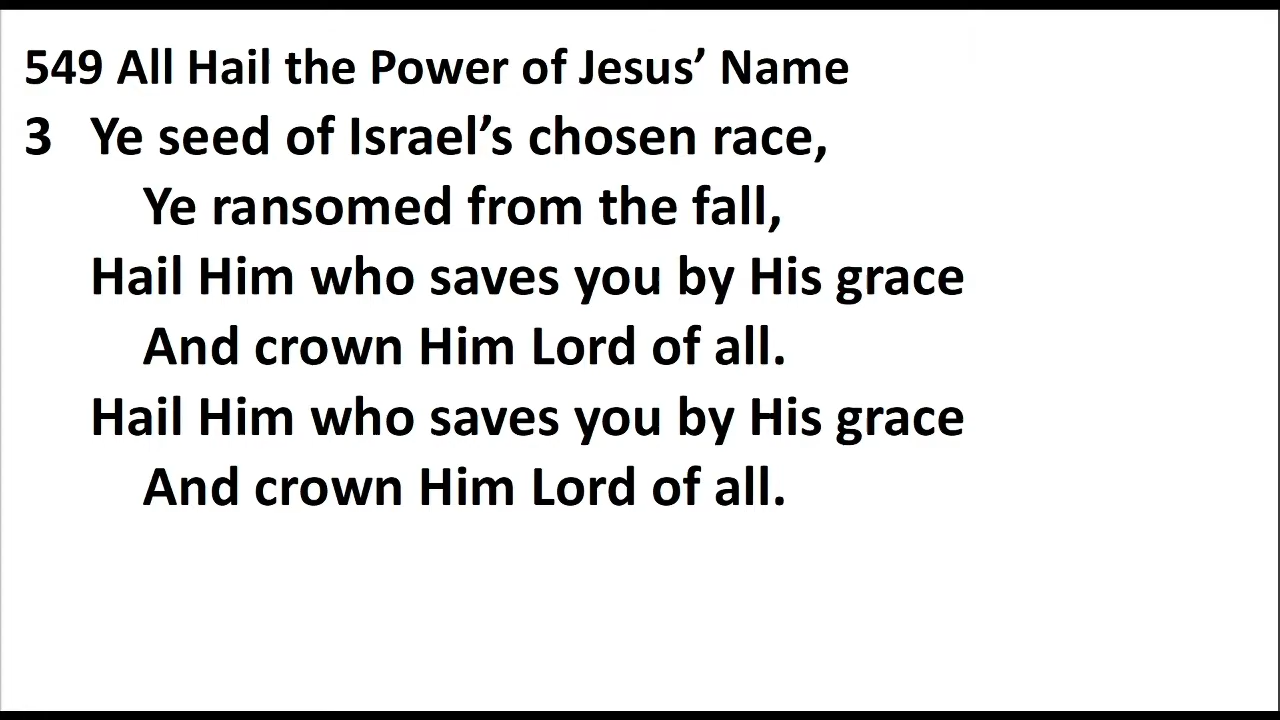 549 All Hail the Power of Jesus’ Name
3 Ye seed of Israel’s chosen race,
Ye ransomed from the fall,
Hail Him who saves you by His grace
And crown Him Lord of all.
Hail Him who saves you by His grace
And crown Him Lord of all.